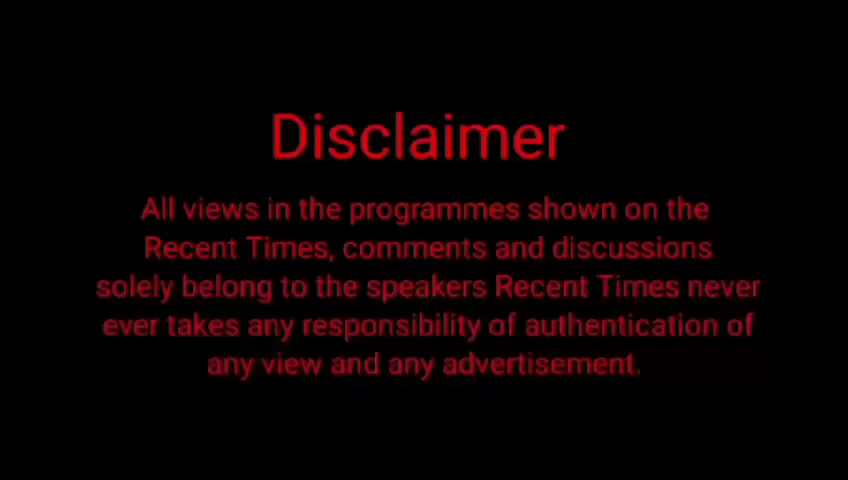 Disclaimer
All views in the programmes shown on the
Recent Times, comments and discussions
solely belong to the speakers Recent Times never
ever takes any responsibility of authentication of
any view and any advertisement.